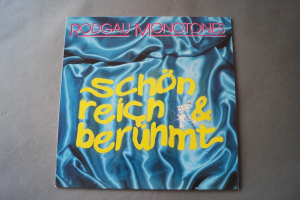 RODGAU MONOTONES
schön
reich &
berühmt